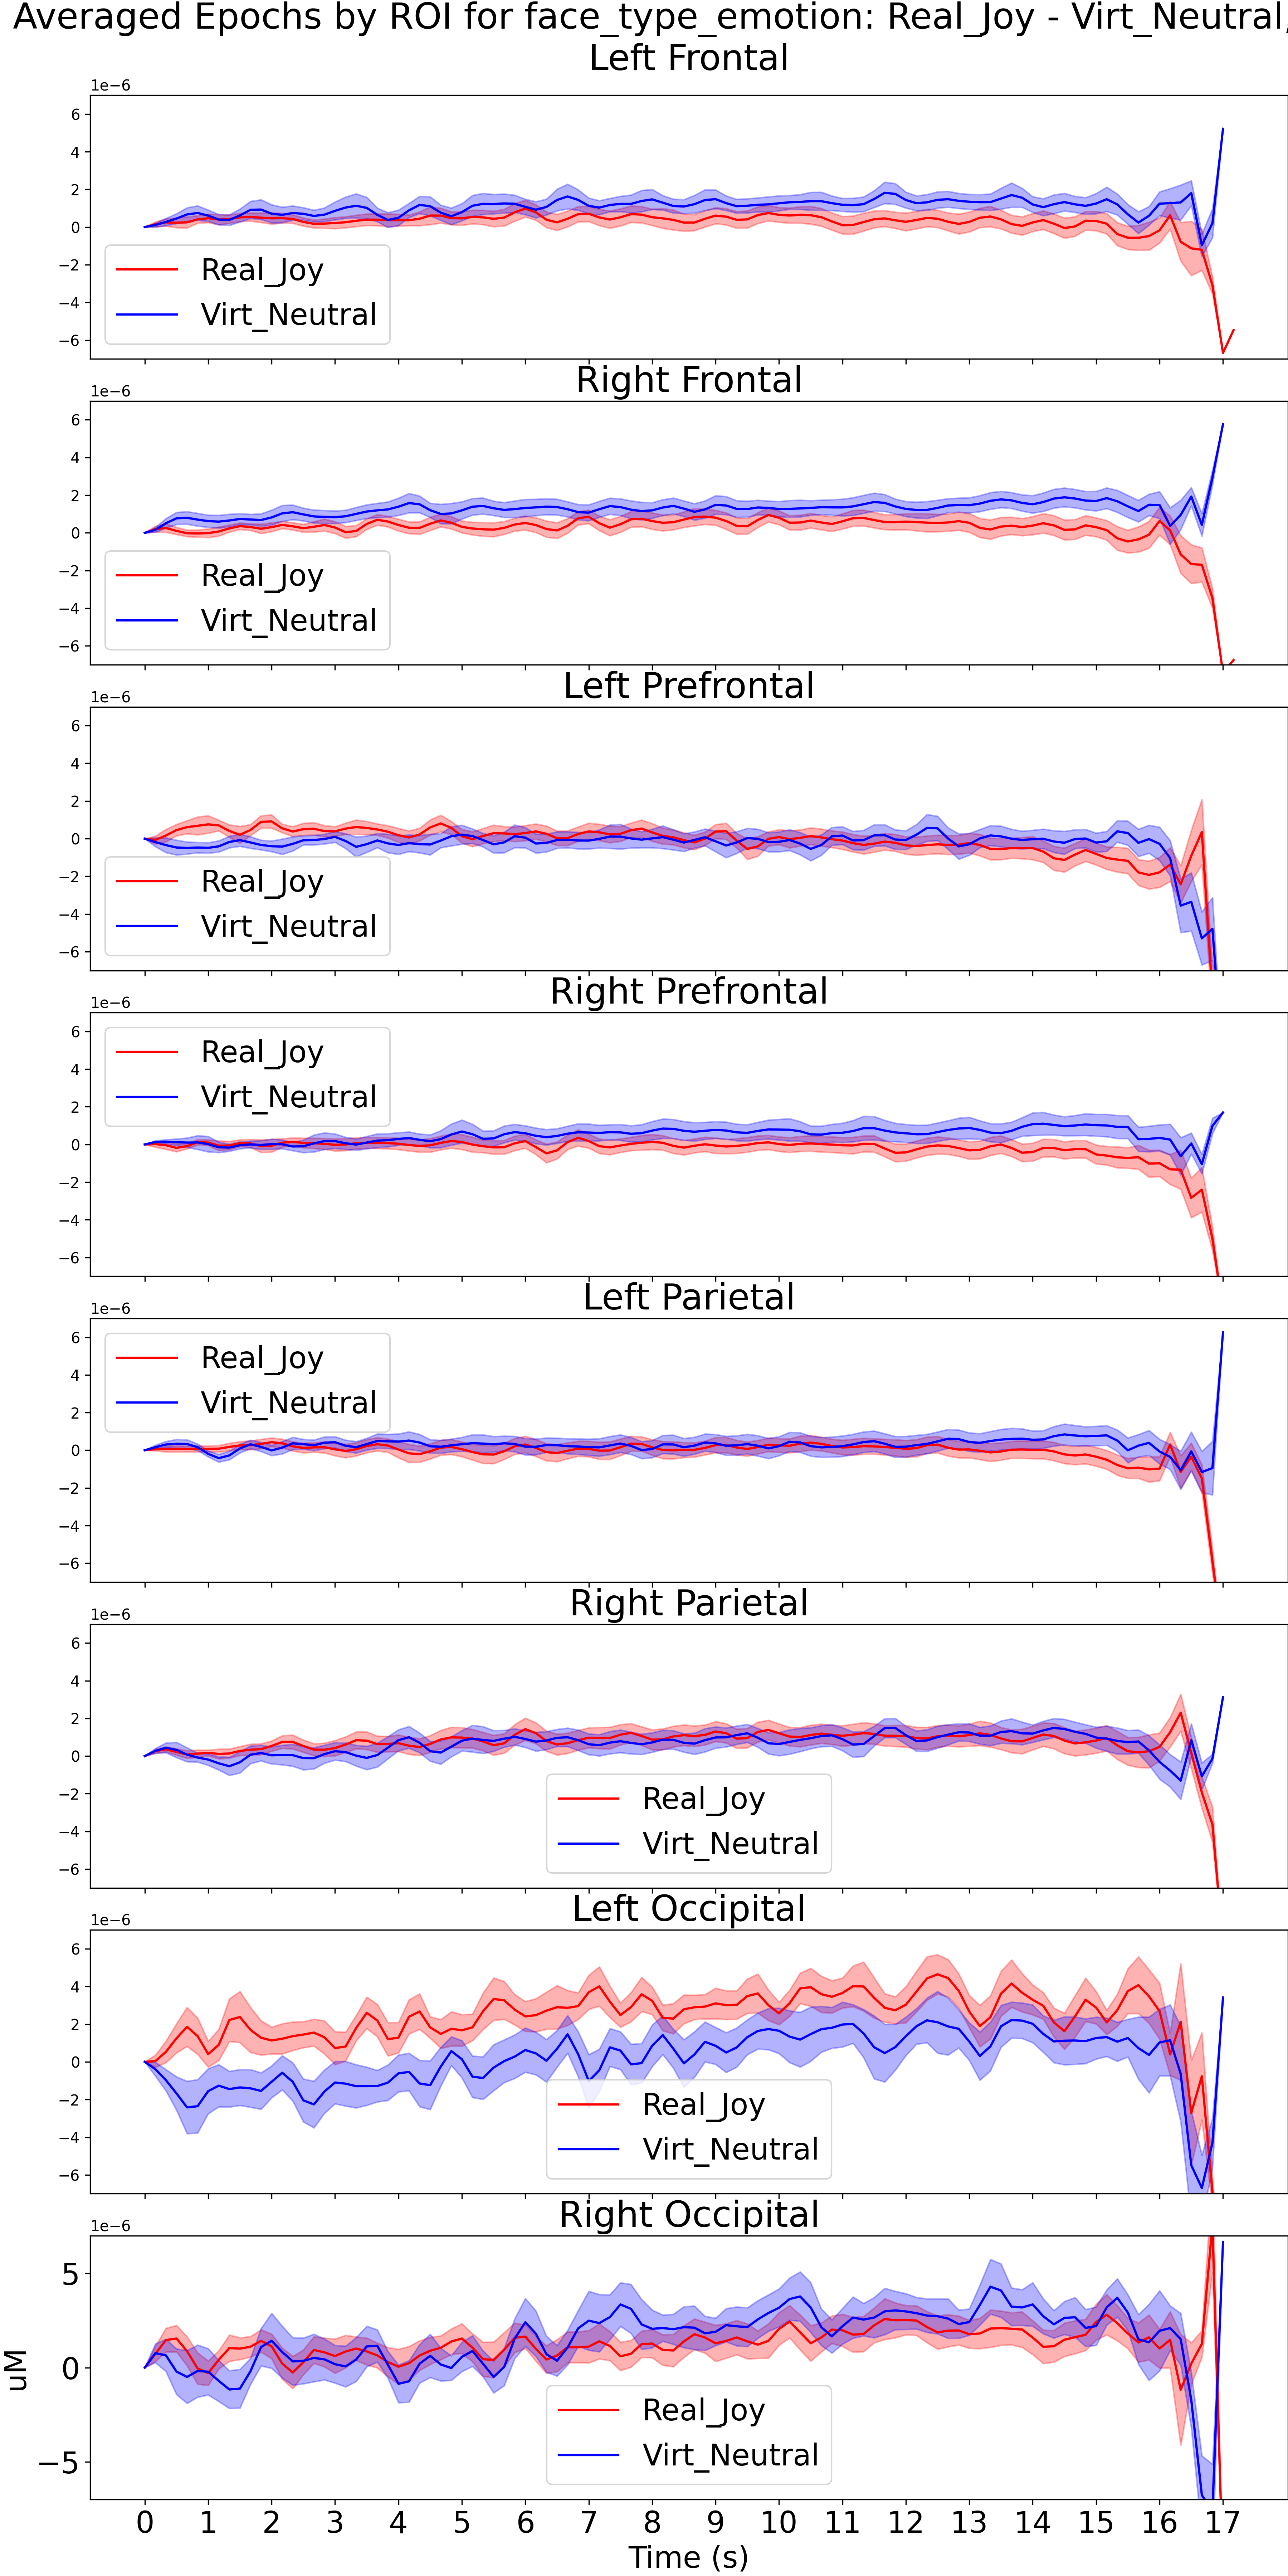 Averaged Epochs by ROI for face_type_emotion: Real_Joy - Virt_Neutral,
Left Frontal
1e−6
6
4
2
0
−2
−4
−6
Real_Joy
Virt_Neutral
Right Frontal
1e−6
6
4
2
0
−2
−4
−6
Real_Joy
Virt_Neutral
Left Prefrontal
1e−6
6
4
2
0
−2
−4
−6
Real_Joy
Virt_Neutral
Right Prefrontal
1e−6
6
4
2
0
−2
−4
−6
Real_Joy
Virt_Neutral
Left Parietal
1e−6
6
4
2
0
−2
−4
−6
Real_Joy
Virt_Neutral
Right Parietal
1e−6
6
4
2
0
−2
−4
−6
Real_Joy
Virt_Neutral
Left Occipital
1e−6
6
4
2
0
−2
−4
−6
Real_Joy
Virt_Neutral
Right Occipital
1e−6
5
0
−5
uM
Real_Joy
Virt_Neutral
0 1 2 3 4 5 6 7 8 9 10 11 12 13 14 15 16 17
Time (s)